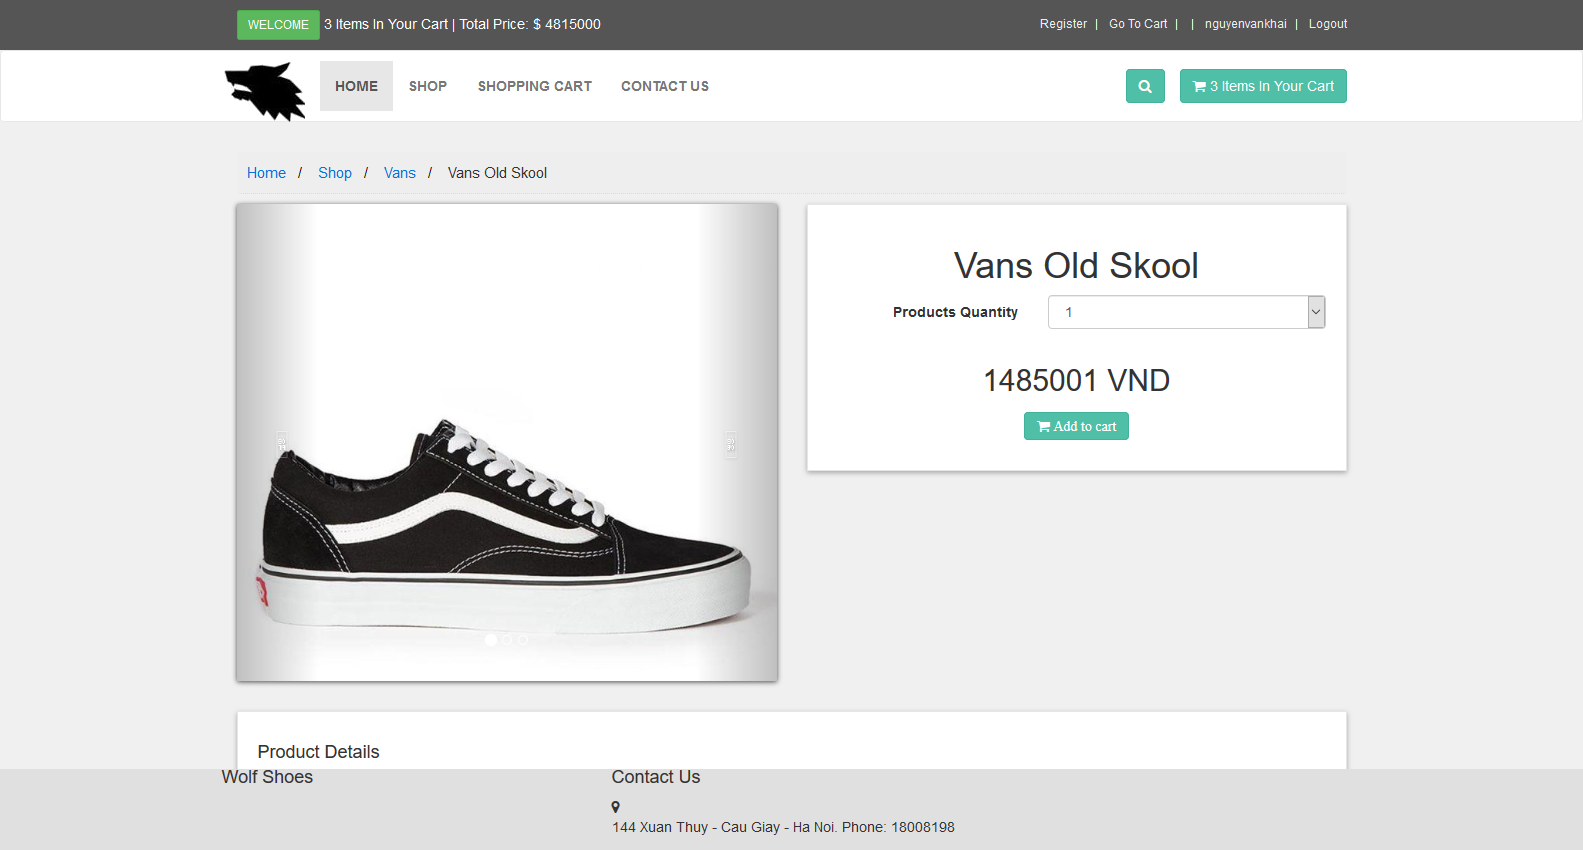 WELCOME 3 Items In Your Cart | Total Price: $ 4815000
Register | Go To Cart | | nguyenvankhai | Logout
HOME SHOP SHOPPING CART CONTACT US
3 Items In Your Cart
Home / Shop / Vans / Vans Old Skool
Vans Old Skool
Products Quantity 1
1485001 VND
Add to cart
Product Details
Wolf Shoes
Contact Us
144 Xuan Thuy - Cau Giay - Ha Noi. Phone: 18008198